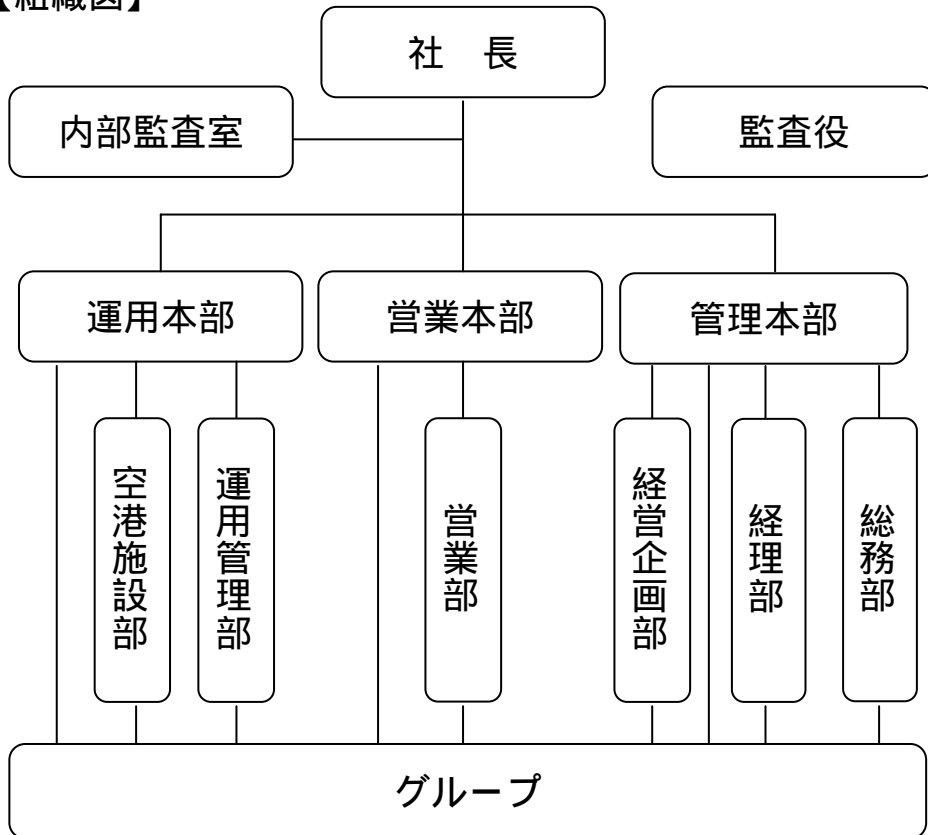 【組織図】
社　長
内部監査室
監査役
運用本部
営業本部
管理本部
空港施設部
運用管理部
営業部
経営企画部
経理部
総務部
グループ